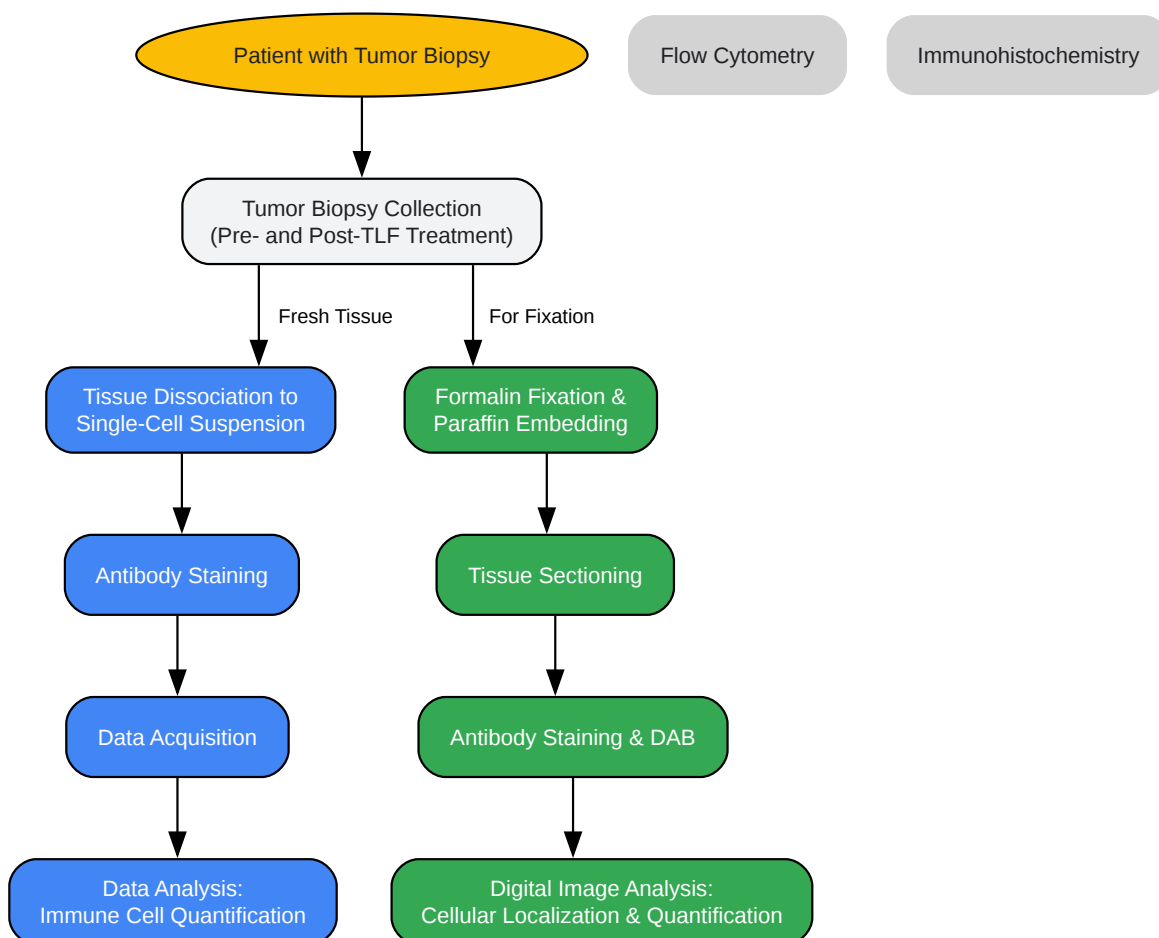 Patient with Tumor Biopsy
Flow Cytometry
Immunohistochemistry
Tumor Biopsy Collection
(Pre- and Post-TLF Treatment)
Fresh Tissue
For Fixation
Tissue Dissociation to
Single-Cell Suspension
Formalin Fixation &
Paraffin Embedding
Antibody Staining
Tissue Sectioning
Data Acquisition
Antibody Staining & DAB
Data Analysis:
Immune Cell Quantification
Digital Image Analysis:
Cellular Localization & Quantification